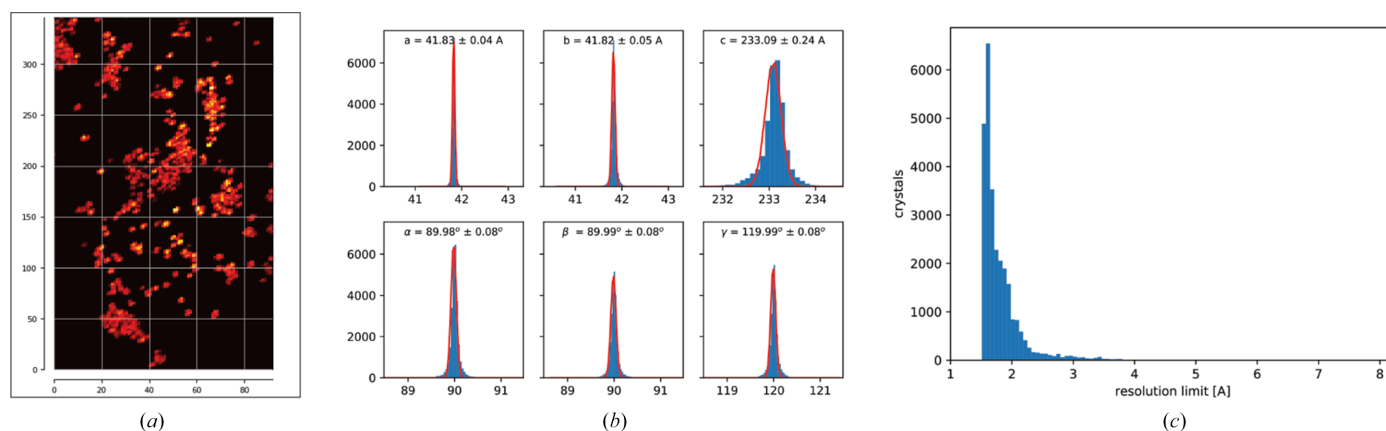 300
250
200
150
100
50
0
0 20 40 60 80
(a)
a = 41.83 ± 0.04 A
b = 41.82 ± 0.05 A
c = 233.09 ± 0.24 A
6000
4000
2000
0
41 42 43
41 42 43
232 233 234
α = 89.98° ± 0.08°
β = 89.99° ± 0.08°
γ = 119.99° ± 0.08°
6000
4000
2000
0
89 90 91
89 90 91
119 120 121
(b)
6000
5000
4000
3000
2000
1000
0
crystals
1 2 3 4 5 6 7 8
resolution limit [A]
(c)